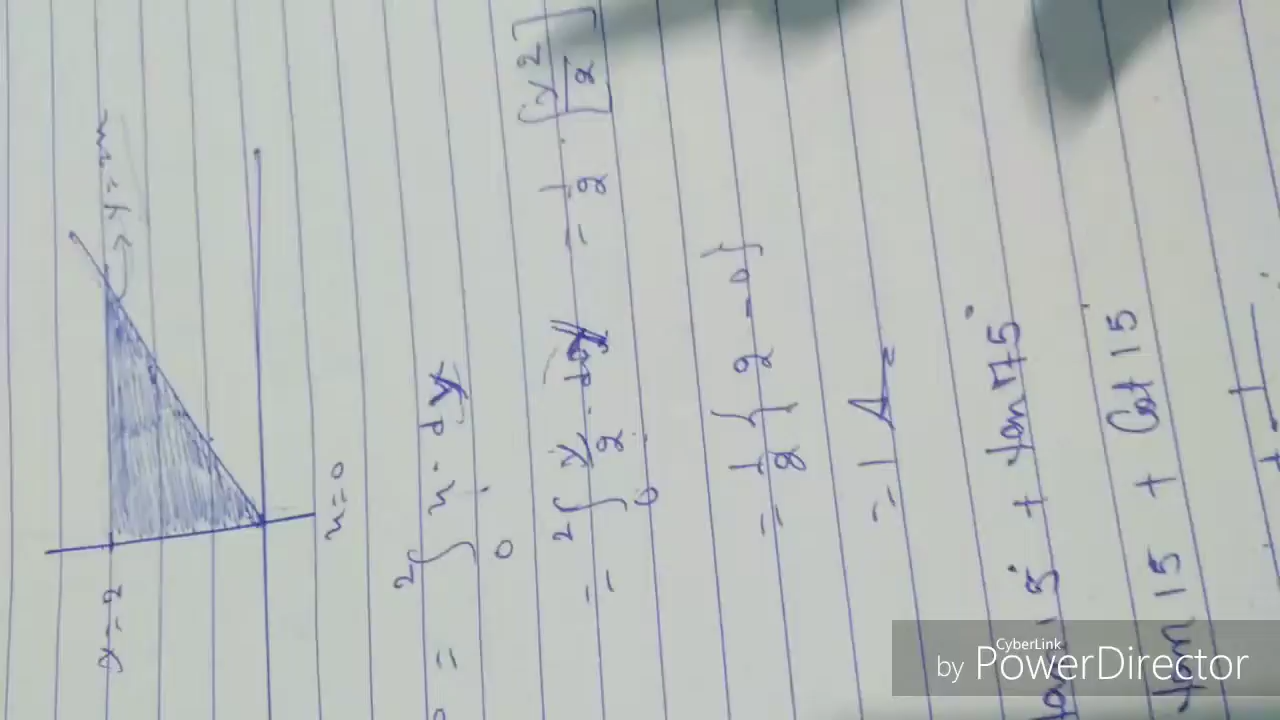 y = 2
x = 0
= ∫₀² x · dy
= ∫₀² y/2 · dy = 1/2 · [y²/2]
= 1/2 { 2 - 0 }
= 1
tan 15° + tan 75°
tan 15 + Cot 15
CyberLink
by PowerDirector